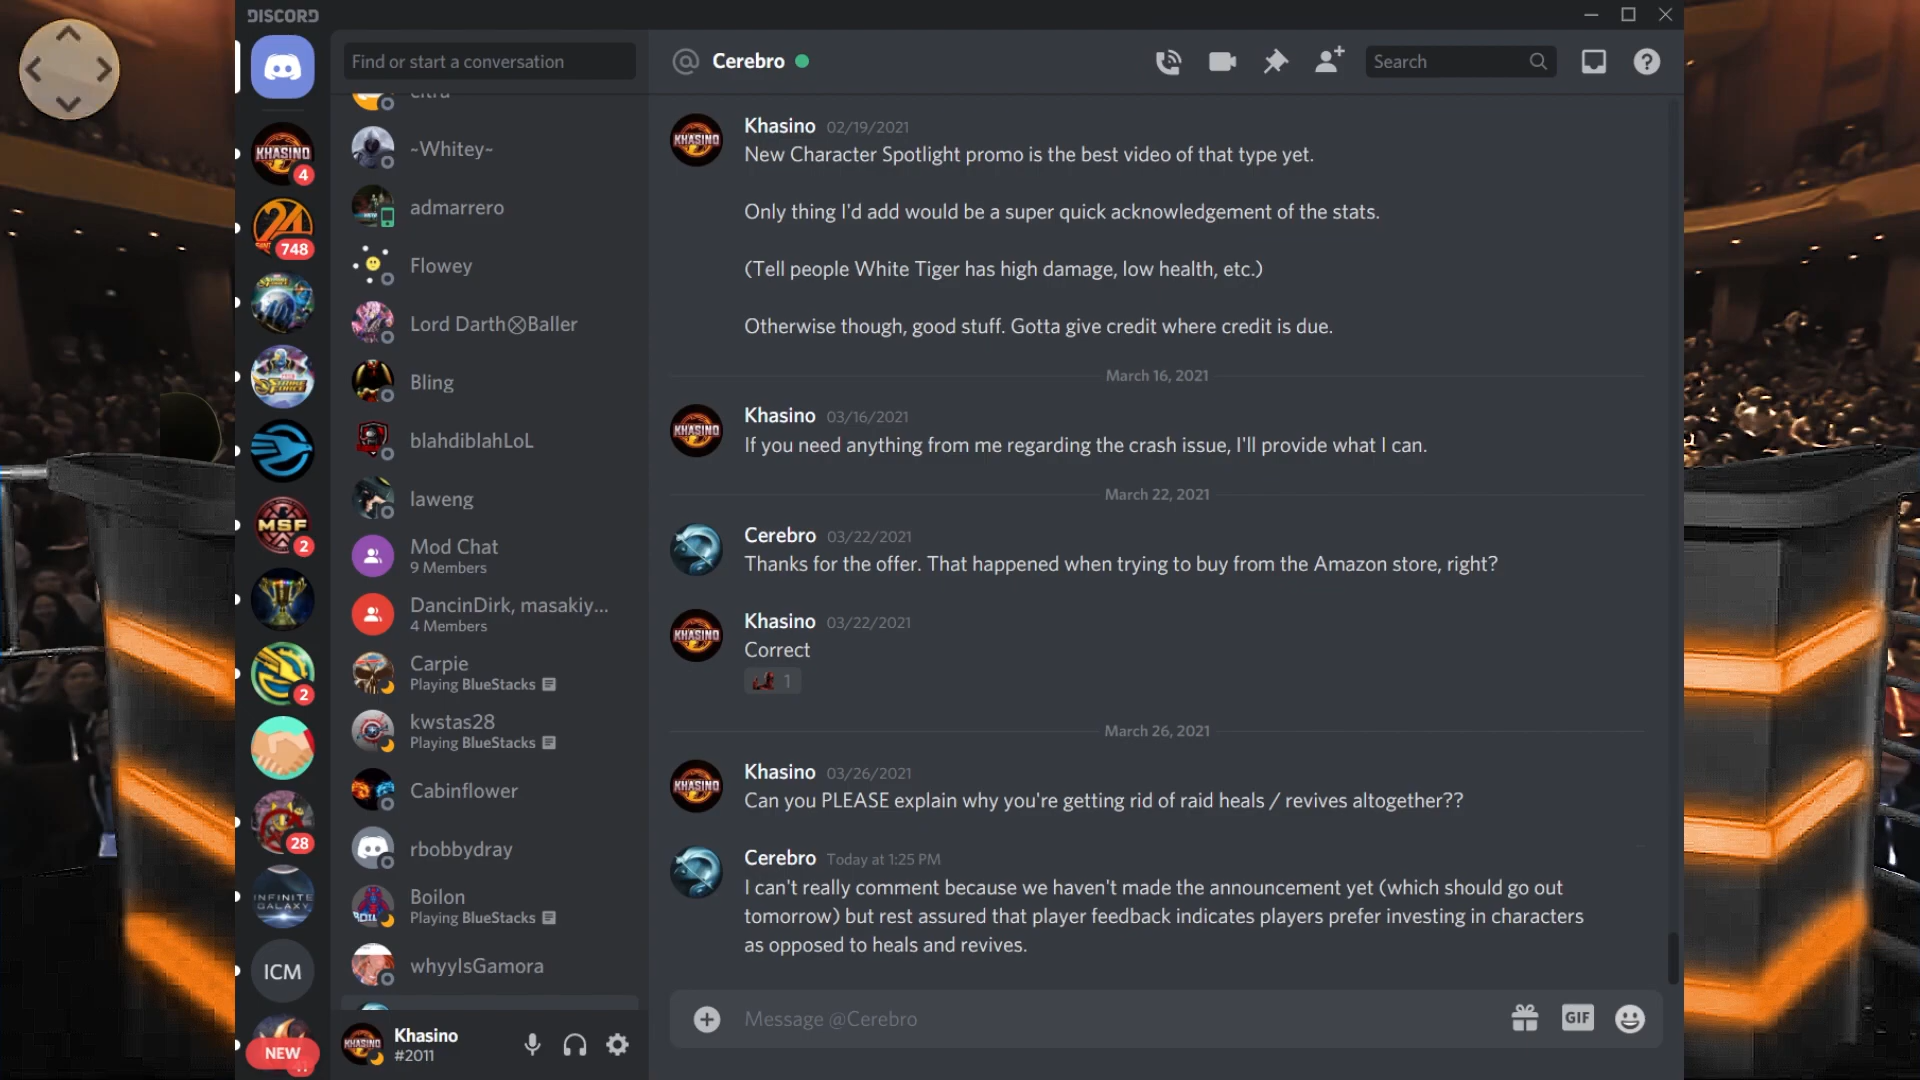 DISCORD
Find or start a conversation
Cerebro
Search
KHASINO
4
748
2
2
28
INFINITE
GALAXY
ICM
NEW
~Whitey~
admarrero
Flowey
Lord Darth⨂Baller
Bling
blahdiblahLoL
laweng
Mod Chat
9 Members
DancinDirk, masakiy...
4 Members
Carpie
Playing BlueStacks
kwstas28
Playing BlueStacks
Cabinflower
rbobbydray
Boilon
Playing BlueStacks
whyyIsGamora
Khasino
#2011
KHASINO
Khasino 02/19/2021
New Character Spotlight promo is the best video of that type yet.
Only thing I'd add would be a super quick acknowledgement of the stats.
(Tell people White Tiger has high damage, low health, etc.)
Otherwise though, good stuff. Gotta give credit where credit is due.
March 16, 2021
KHASINO
Khasino 03/16/2021
If you need anything from me regarding the crash issue, I'll provide what I can.
March 22, 2021
Cerebro 03/22/2021
Thanks for the offer. That happened when trying to buy from the Amazon store, right?
KHASINO
Khasino 03/22/2021
Correct
1
March 26, 2021
KHASINO
Khasino 03/26/2021
Can you PLEASE explain why you're getting rid of raid heals / revives altogether??
Cerebro Today at 1:25 PM
I can't really comment because we haven't made the announcement yet (which should go out
tomorrow) but rest assured that player feedback indicates players prefer investing in characters
as opposed to heals and revives.
Message @Cerebro
GIF